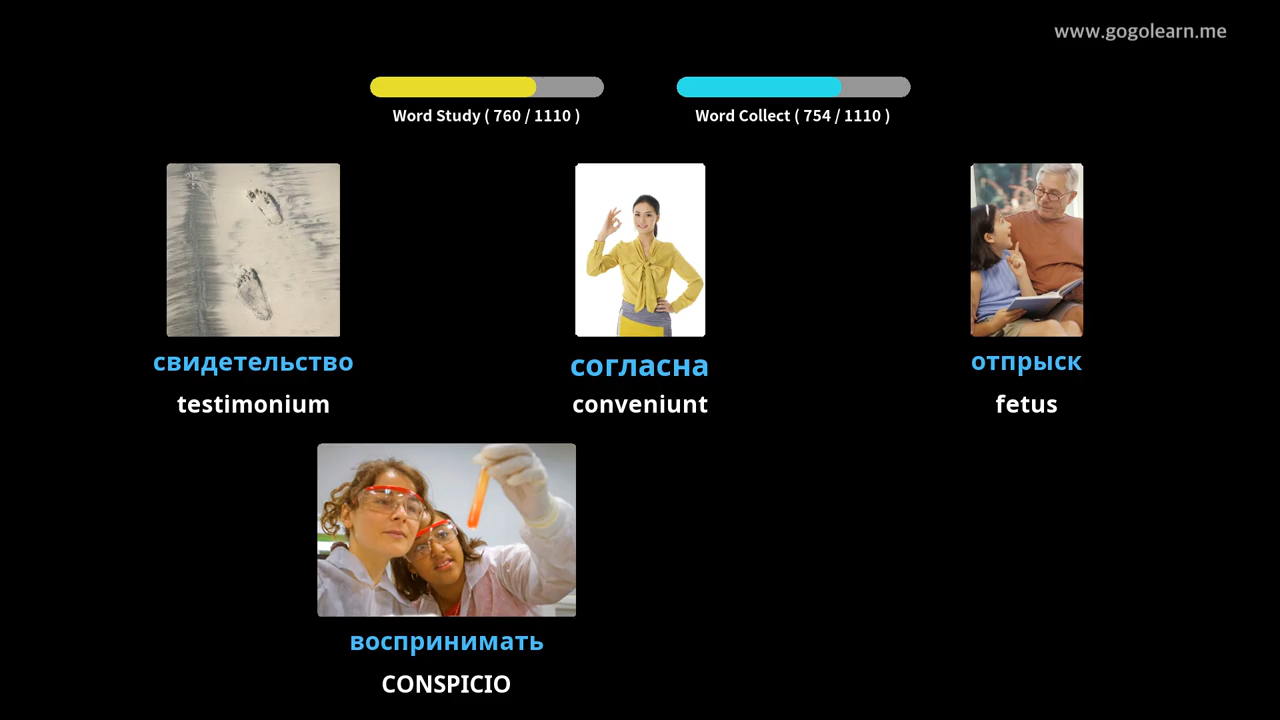 www.gogolearn.me
Word Study ( 760 / 1110 )
Word Collect ( 754 / 1110 )
свидетельство
согласна
отпрыск
testimonium
conveniunt
fetus
воспринимать
CONSPICIO